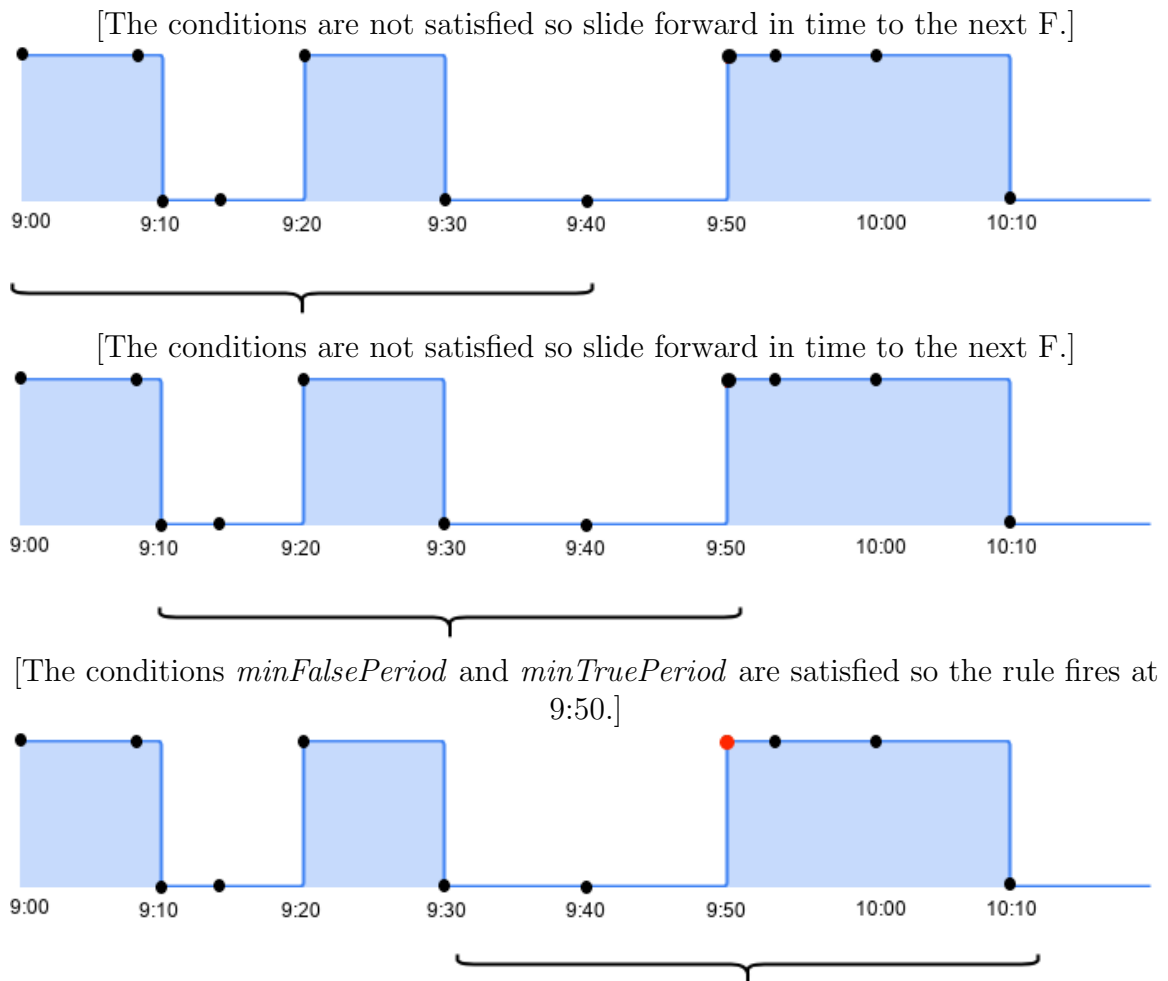 [The conditions are not satisfied so slide forward in time to the next F.]
9:00 9:10 9:20 9:30 9:40 9:50 10:00 10:10
[The conditions are not satisfied so slide forward in time to the next F.]
9:00 9:10 9:20 9:30 9:40 9:50 10:00 10:10
[The conditions minFalsePeriod and minTruePeriod are satisfied so the rule fires at
9:50.]
9:00 9:10 9:20 9:30 9:40 9:50 10:00 10:10